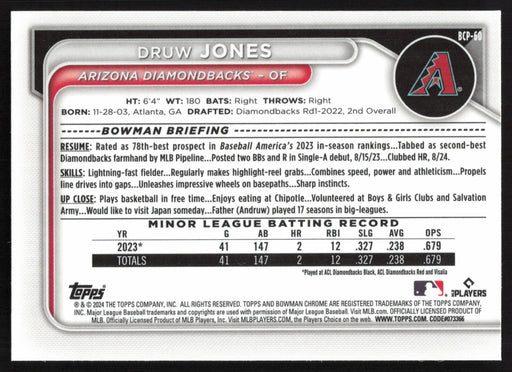 BCP-60
DRUW JONES
ARIZONA DIAMONDBACKS® - OF
HT: 6'4" WT: 180 BATS: Right THROWS: Right
BORN: 11-28-03, Atlanta, GA DRAFTED: Diamondbacks Rd1-2022, 2nd Overall
BOWMAN BRIEFING
RESUME: Rated as 78th-best prospect in Baseball America's 2023 in-season rankings...Tabbed as second-best
Diamondbacks farmhand by MLB Pipeline...Posted two BBs and R in Single-A debut, 8/15/23...Clubbed HR, 8/24.
SKILLS: Lightning-fast fielder...Regularly makes highlight-reel grabs...Combines speed, power and athleticism...Propels
line drives into gaps...Unleashes impressive wheels on basepaths...Sharp instincts.
UP CLOSE: Plays basketball in free time...Enjoys eating at Chipotle...Volunteered at Boys & Girls Clubs and Salvation
Army...Would like to visit Japan someday...Father (Andruw) played 17 seasons in big-leagues.
MINOR LEAGUE BATTING RECORD
YR G AB HR RBI SLG AVG OPS
2023* 41 147 2 12 .327 .238 .679
TOTALS 41 147 2 12 .327 .238 .679
*Played at ACL Diamondbacks Black, ACL Diamondbacks Red and Visalia
Topps
PLAYERS
® & © 2024 THE TOPPS COMPANY, INC. ALL RIGHTS RESERVED. TOPPS AND BOWMAN CHROME ARE REGISTERED TRADEMARKS OF THE TOPPS COMPANY,
INC. Major League Baseball trademarks and copyrights are used with permission of Major League Baseball. Visit MLB.com. OFFICIALLY LICENSED PRODUCT OF
MLB Players, Inc. Visit MLBPLAYERS.com, the Players Choice on the web. WWW.TOPPS.COM. CODE#073366